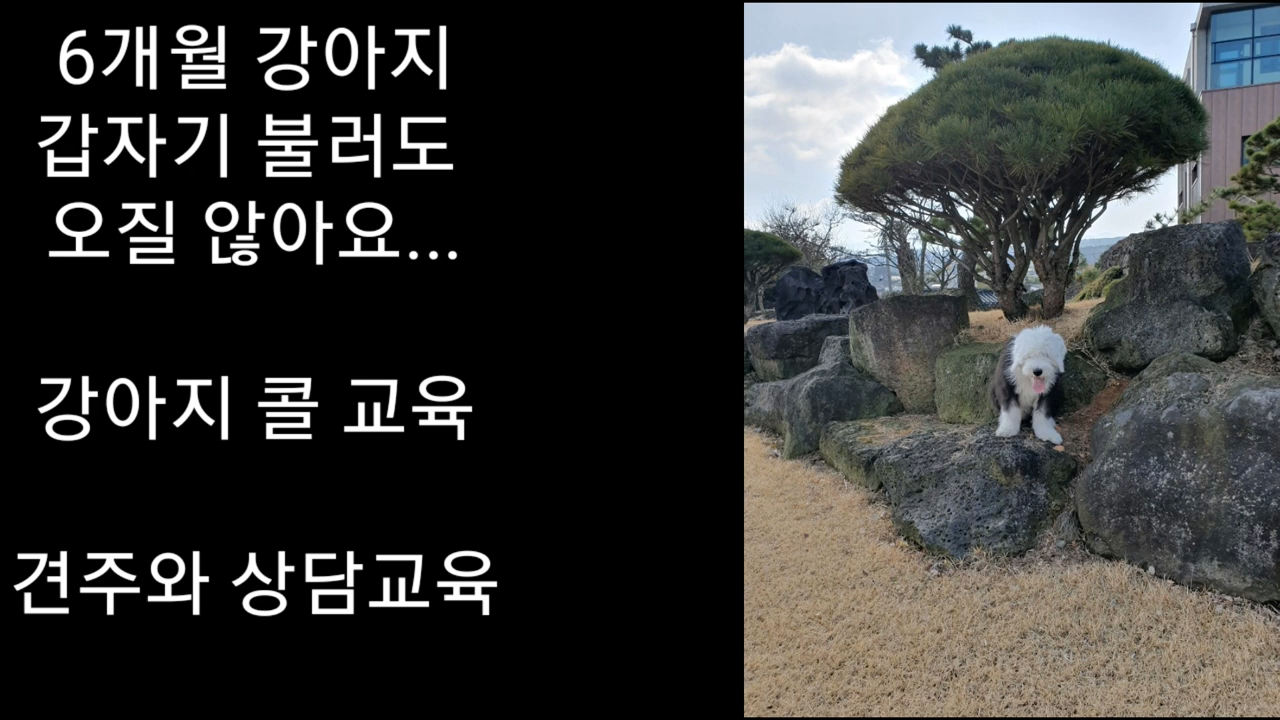 6개월 강아지
갑자기 불러도
오질 않아요...
강아지 콜 교육
견주와 상담교육